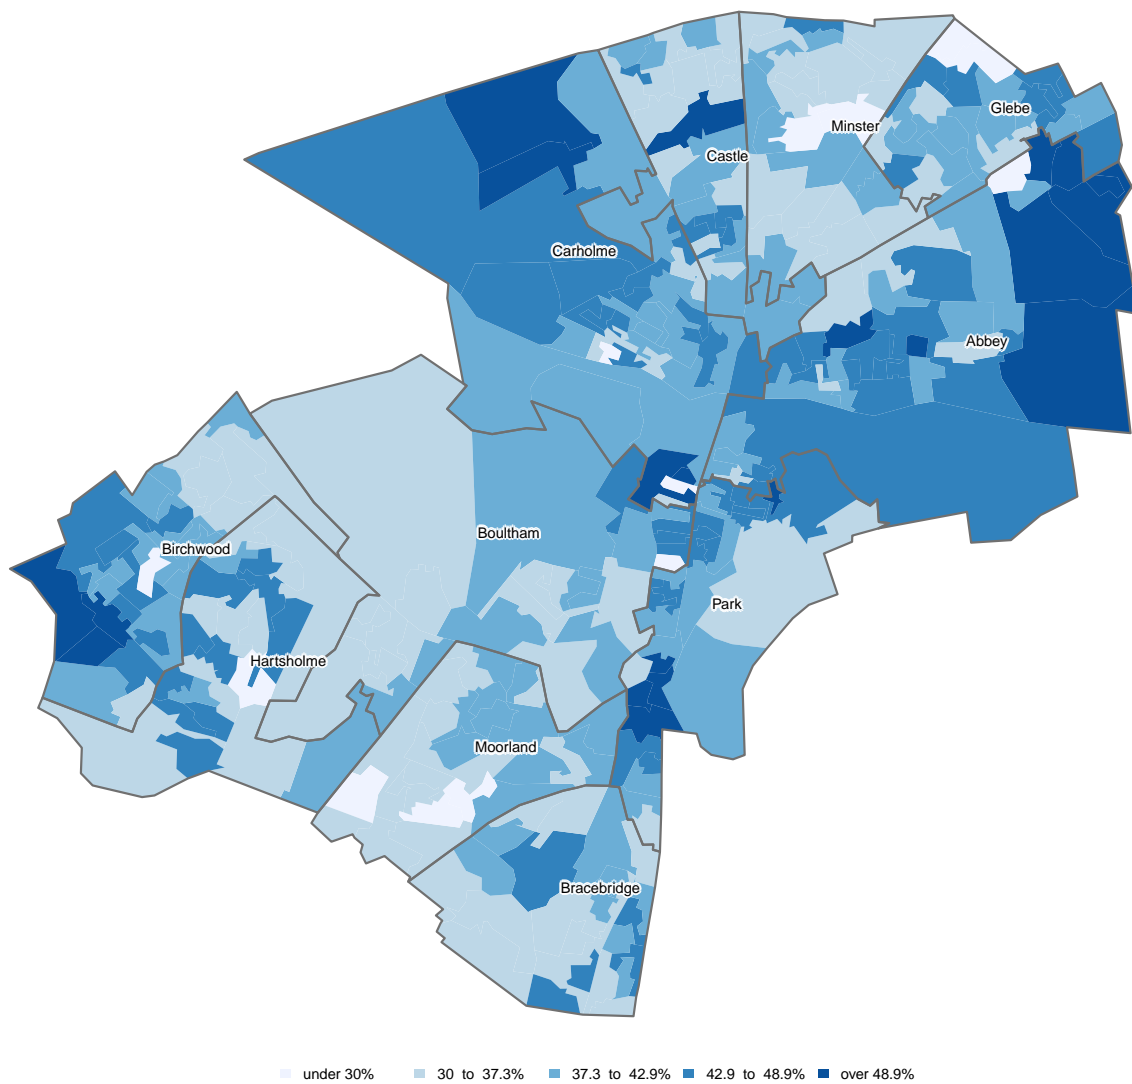 Glebe
Minster
Castle
Carholme
Abbey
Boultham
Birchwood
Park
Hartsholme
Moorland
Bracebridge
under 30% 30 to 37.3% 37.3 to 42.9% 42.9 to 48.9% over 48.9%